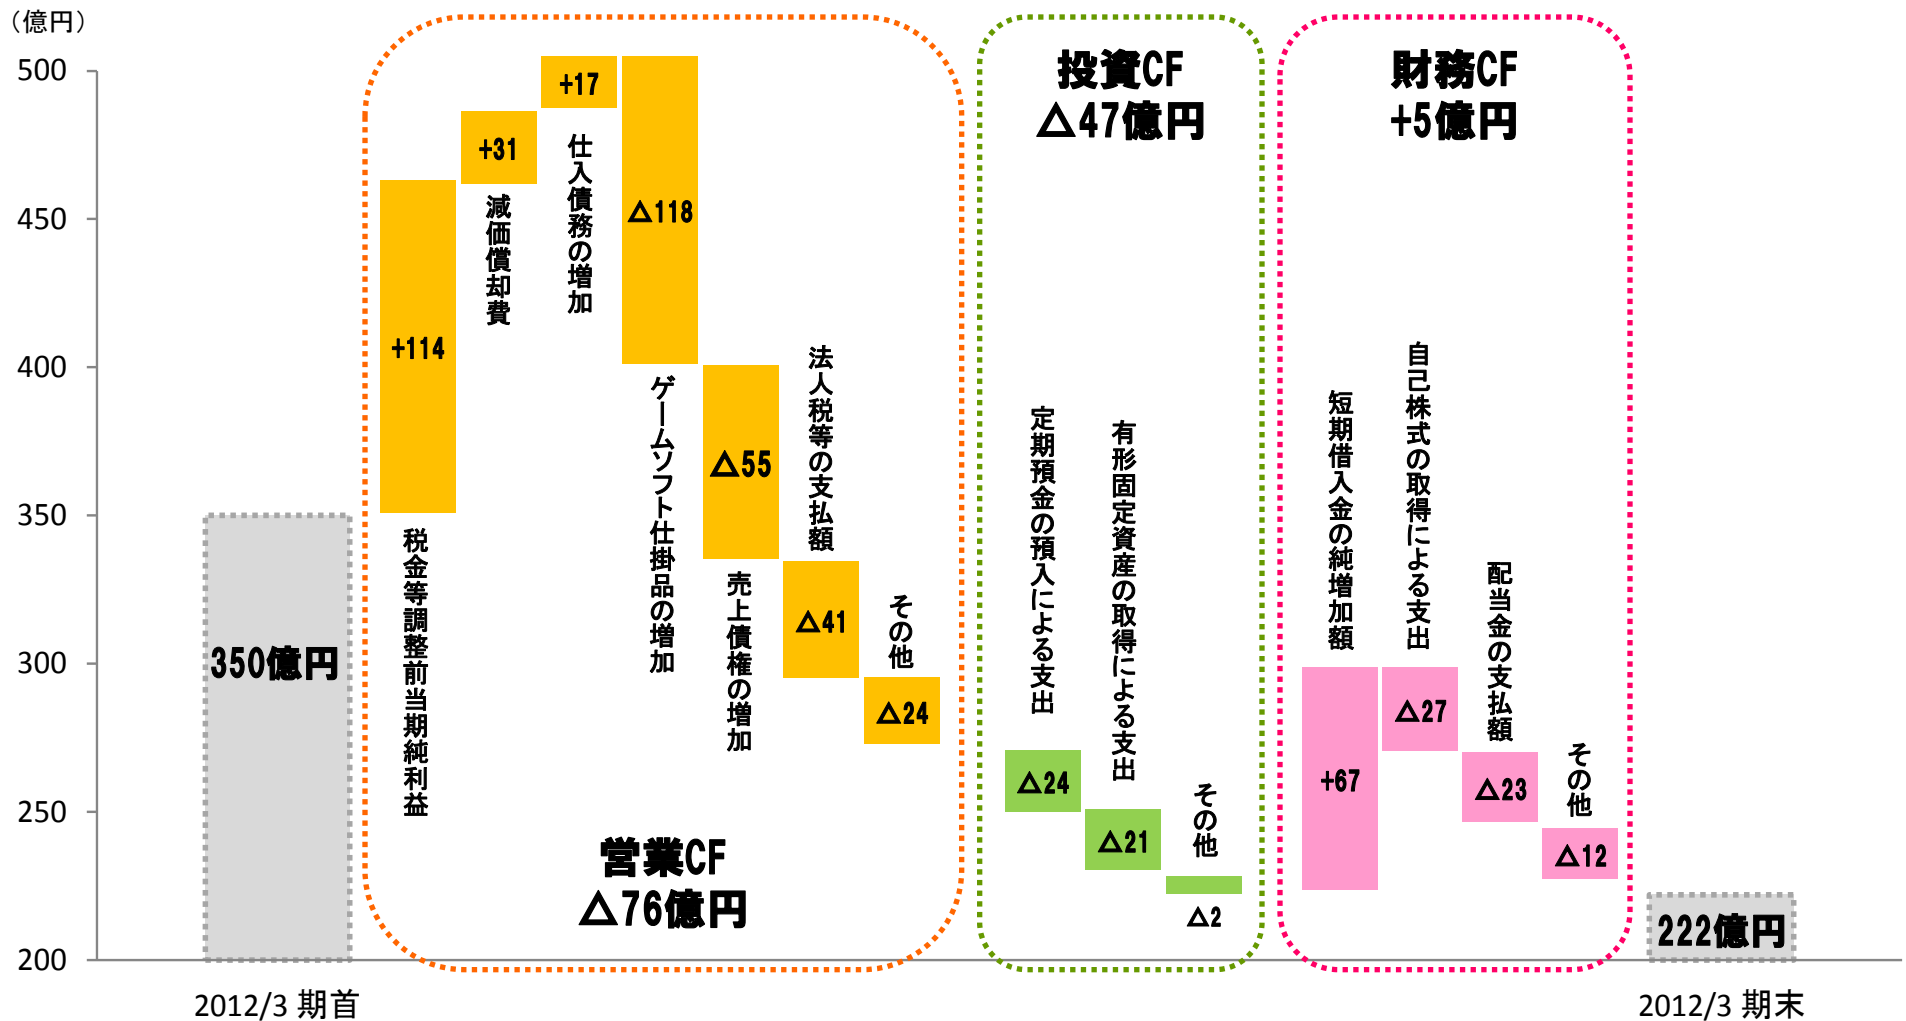 （億円）
500
450
400
350
300
250
200
350億円
2012/3 期首
+114
税金等調整前当期純利益
+31
減価償却費
+17
仕入債務の増加
△118
ゲームソフト仕掛品の増加
△55
売上債権の増加
法人税等の支払額
△41
その他
△24
営業CF
△76億円
投資CF
△47億円
定期預金の預入による支出
△24
有形固定資産の取得による支出
△21
その他
△2
財務CF
+5億円
短期借入金の純増加額
+67
自己株式の取得による支出
△27
配当金の支払額
△23
その他
△12
222億円
2012/3 期末